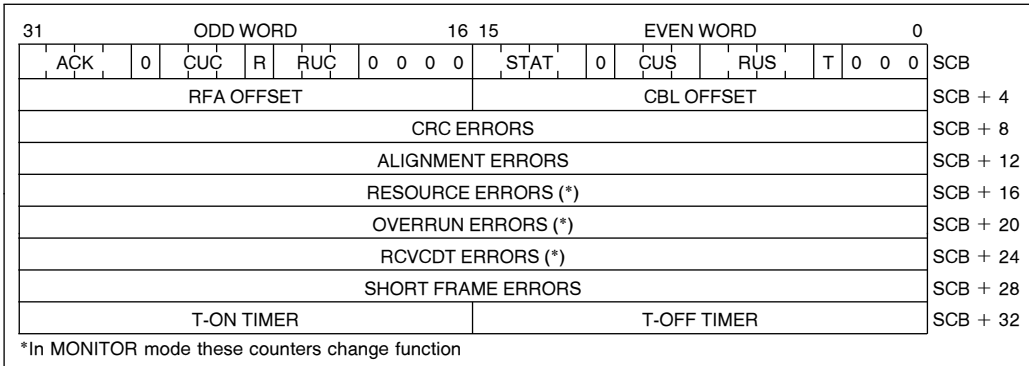 31 ODD WORD 16 15 EVEN WORD 0
ACK 0 CUC R RUC 0 0 0 0 STAT 0 CUS RUS T 0 0 0 SCB
RFA OFFSET CBL OFFSET SCB + 4
CRC ERRORS SCB + 8
ALIGNMENT ERRORS SCB + 12
RESOURCE ERRORS (*) SCB + 16
OVERRUN ERRORS (*) SCB + 20
RCVCDT ERRORS (*) SCB + 24
SHORT FRAME ERRORS SCB + 28
T-ON TIMER T-OFF TIMER SCB + 32
*In MONITOR mode these counters change function